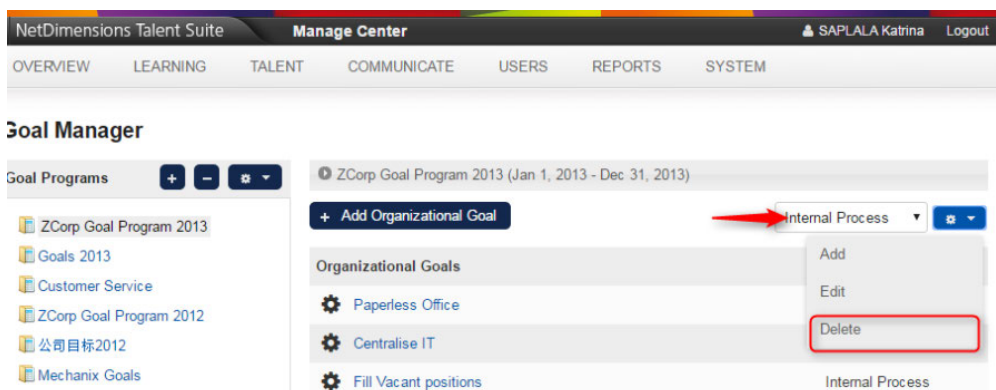 NetDimensions Talent Suite Manage Center SAPLALA Katrina Logout
OVERVIEW LEARNING TALENT COMMUNICATE USERS REPORTS SYSTEM
Goal Manager
Goal Programs
ZCorp Goal Program 2013 (Jan 1, 2013 - Dec 31, 2013)
ZCorp Goal Program 2013
Goals 2013
Customer Service
ZCorp Goal Program 2012
公司目标2012
Mechanix Goals
+ Add Organizational Goal
Internal Process
Add
Edit
Delete
Organizational Goals
Paperless Office
Centralise IT
Fill Vacant positions Internal Process